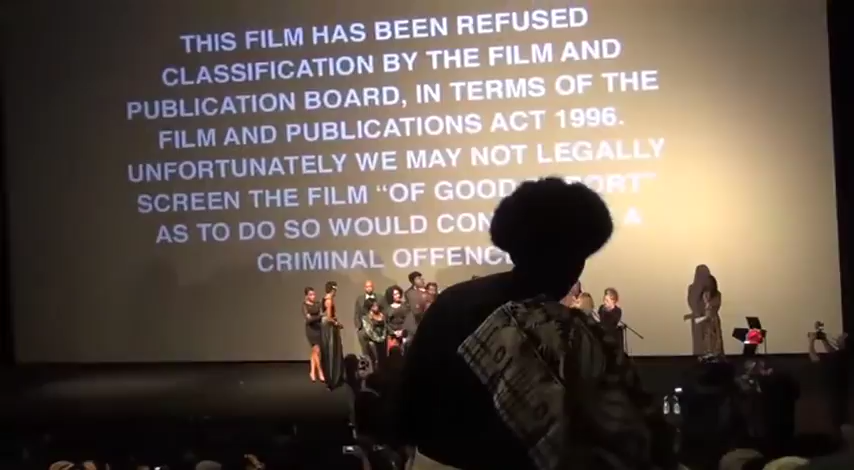 THIS FILM HAS BEEN REFUSED
CLASSIFICATION BY THE FILM AND
PUBLICATION BOARD, IN TERMS OF THE
FILM AND PUBLICATIONS ACT 1996.
UNFORTUNATELY WE MAY NOT LEGALLY
SCREEN THE FILM “OF GOOD
AS TO DO SO WOULD A
CRIMINAL OFFENCE